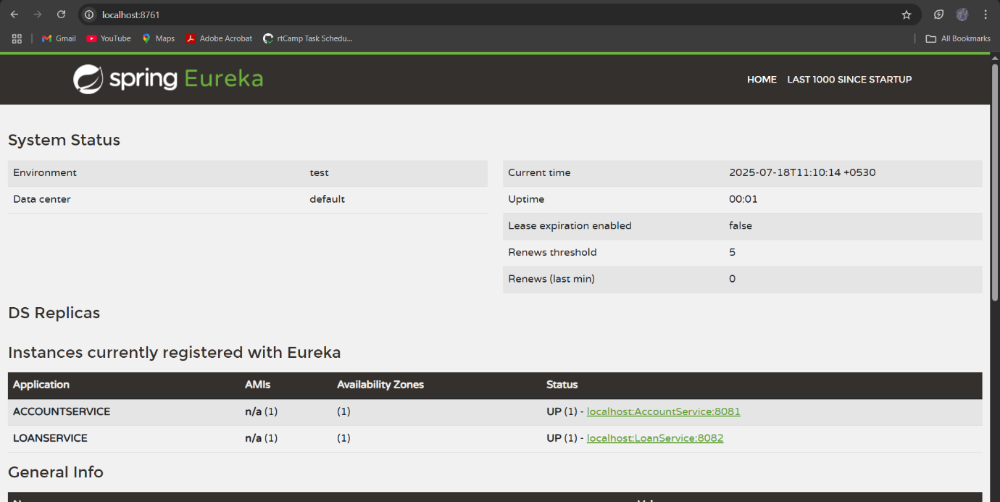 localhost:8761
Gmail YouTube Maps Adobe Acrobat rtCamp Task Schedu... All Bookmarks
spring Eureka HOME LAST 1000 SINCE STARTUP
System Status
Environment test
Data center default
Current time 2025-07-18T11:10:14 +0530
Uptime 00:01
Lease expiration enabled false
Renews threshold 5
Renews (last min) 0
DS Replicas
Instances currently registered with Eureka
Application AMIs Availability Zones Status
ACCOUNTSERVICE n/a (1) (1) UP (1) - localhost:AccountService:8081
LOANSERVICE n/a (1) (1) UP (1) - localhost:LoanService:8082
General Info